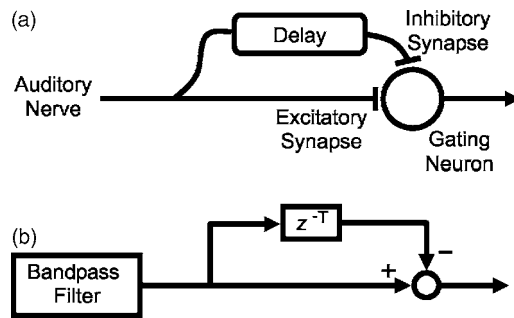 (a)
Delay
Inhibitory
Synapse
Auditory
Nerve
Excitatory
Synapse
Gating
Neuron
(b)
z-T
Bandpass
Filter
+
−